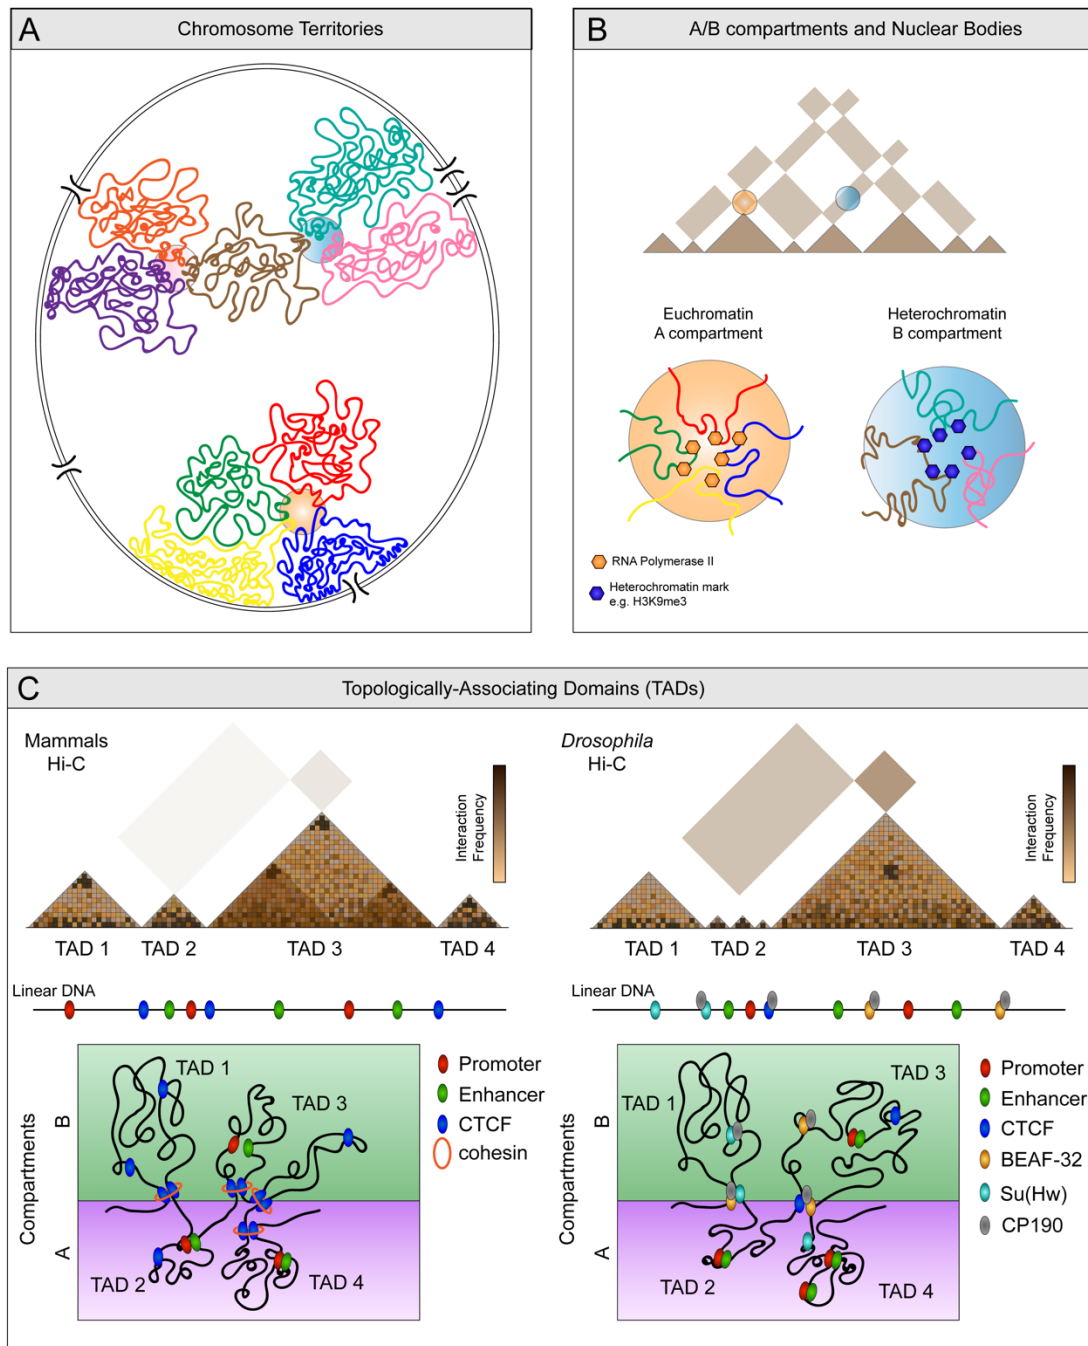 A
Chromosome Territories
B
A/B compartments and Nuclear Bodies
Euchromatin
A compartment
Heterochromatin
B compartment
RNA Polymerase II
Heterochromatin mark
e.g. H3K9me3
C
Topologically-Associating Domains (TADs)
Mammals
Hi-C
Interaction
Frequency
TAD 1
TAD 2
TAD 3
TAD 4
Linear DNA
Compartments
B
A
TAD 1
TAD 3
TAD 2
TAD 4
Promoter
Enhancer
CTCF
cohesin
Drosophila
Hi-C
Interaction
Frequency
TAD 1
TAD 2
TAD 3
TAD 4
Linear DNA
Compartments
B
A
TAD 1
TAD 3
TAD 2
TAD 4
Promoter
Enhancer
CTCF
BEAF-32
Su(Hw)
CP190